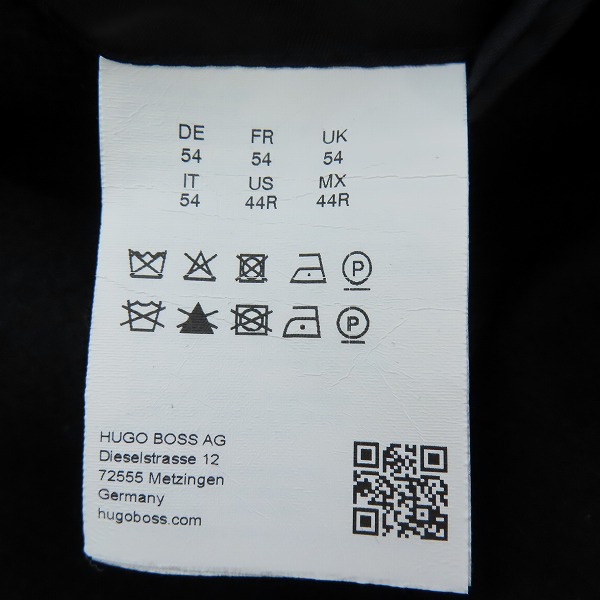 DE FR UK
54 54 54
IT US MX
54 44R 44R
P
P
HUGO BOSS AG
Dieselstrasse 12
72555 Metzingen
Germany
hugoboss.com